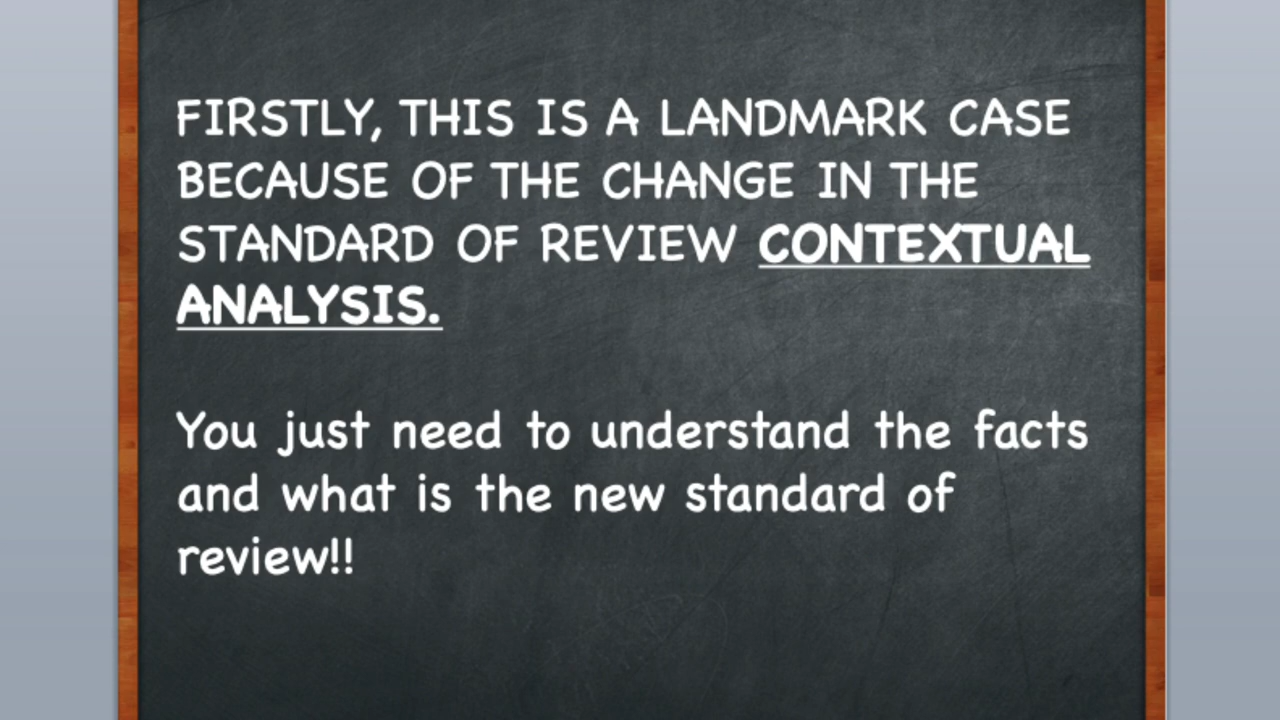 FIRSTLY, THIS IS A LANDMARK CASE
BECAUSE OF THE CHANGE IN THE
STANDARD OF REVIEW CONTEXTUAL
ANALYSIS.
You just need to understand the facts
and what is the new standard of
review!!